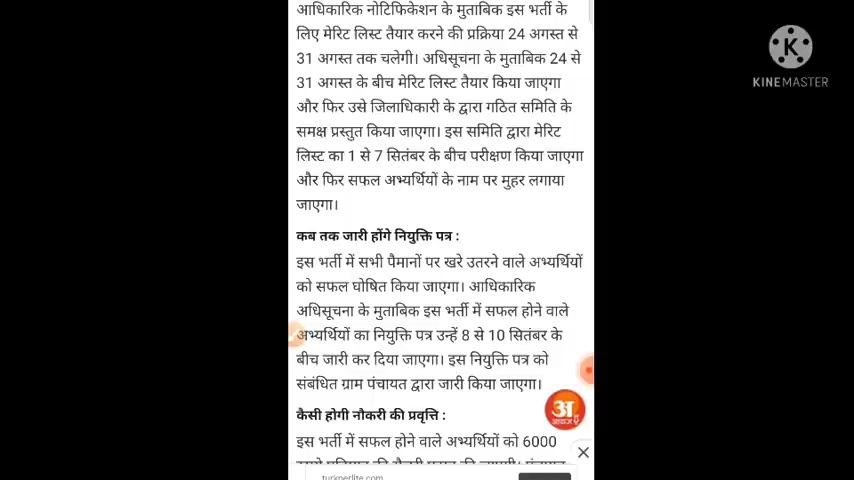 आधिकारिक नोटिफिकेशन के मुताबिक इस भर्ती के
लिए मेरिट लिस्ट तैयार करने की प्रक्रिया 24 अगस्त से
31 अगस्त तक चलेगी। अधिसूचना के मुताबिक 24 से
31 अगस्त के बीच मेरिट लिस्ट तैयार किया जाएगा
और फिर उसे जिलाधिकारी के द्वारा गठित समिति के
समक्ष प्रस्तुत किया जाएगा। इस समिति द्वारा मेरिट
लिस्ट का 1 से 7 सितंबर के बीच परीक्षण किया जाएगा
और फिर सफल अभ्यर्थियों के नाम पर मुहर लगाया
जाएगा।
कब तक जारी होंगे नियुक्ति पत्र :
इस भर्ती में सभी पैमानों पर खरे उतरने वाले अभ्यर्थियों
को सफल घोषित किया जाएगा। आधिकारिक
अधिसूचना के मुताबिक इस भर्ती में सफल होने वाले
अभ्यर्थियों का नियुक्ति पत्र उन्हें 8 से 10 सितंबर के
बीच जारी कर दिया जाएगा। इस नियुक्ति पत्र को
संबंधित ग्राम पंचायत द्वारा जारी किया जाएगा।
कैसी होगी नौकरी की प्रवृत्ति :
इस भर्ती में सफल होने वाले अभ्यर्थियों को 6000
K
KINEMASTER
अ
आवाज